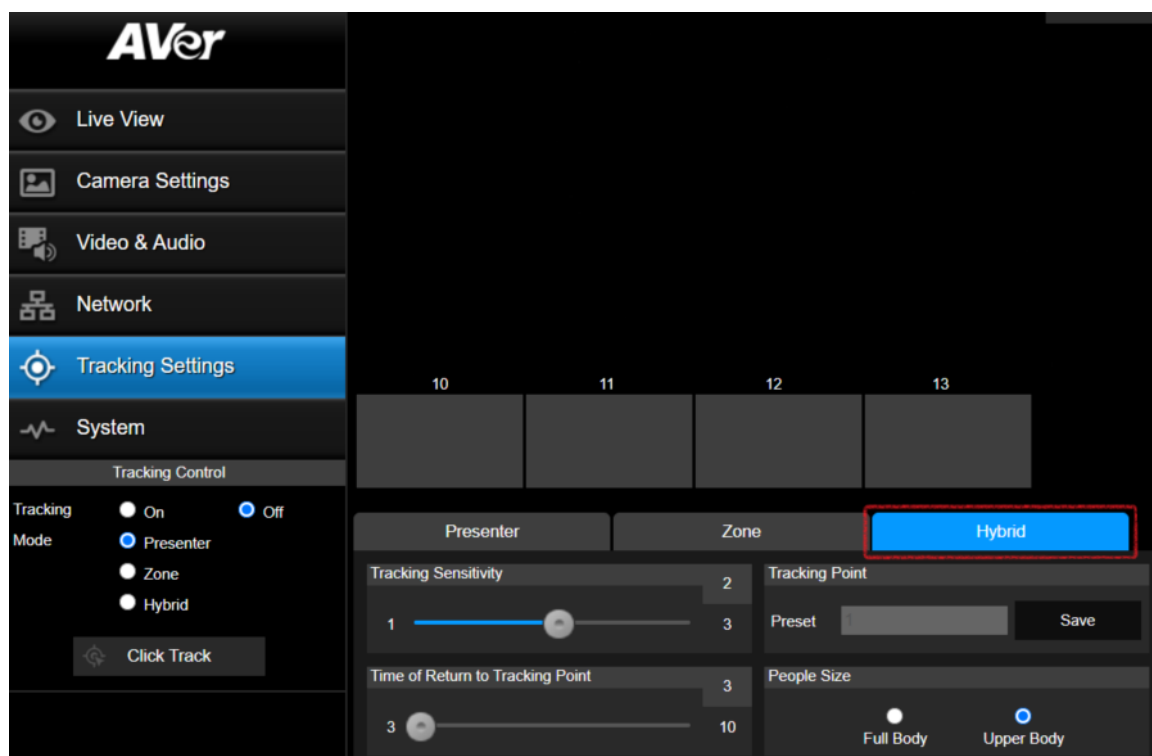 AVer
Live View
Camera Settings
Video & Audio
Network
Tracking Settings
System
Tracking Control
Tracking On Off
Mode Presenter
Zone
Hybrid
Click Track
10 11 12 13
Presenter Zone Hybrid
Tracking Sensitivity 2
1 3
Tracking Point
Preset 1 Save
Time of Return to Tracking Point 3
3 10
People Size
Full Body Upper Body